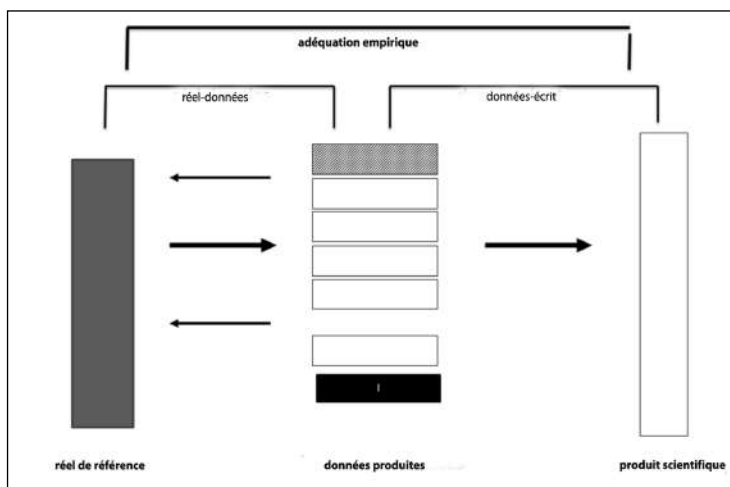 adéquation empirique
réel-données
données-écrit
réel de référence
données produites
produit scientifique